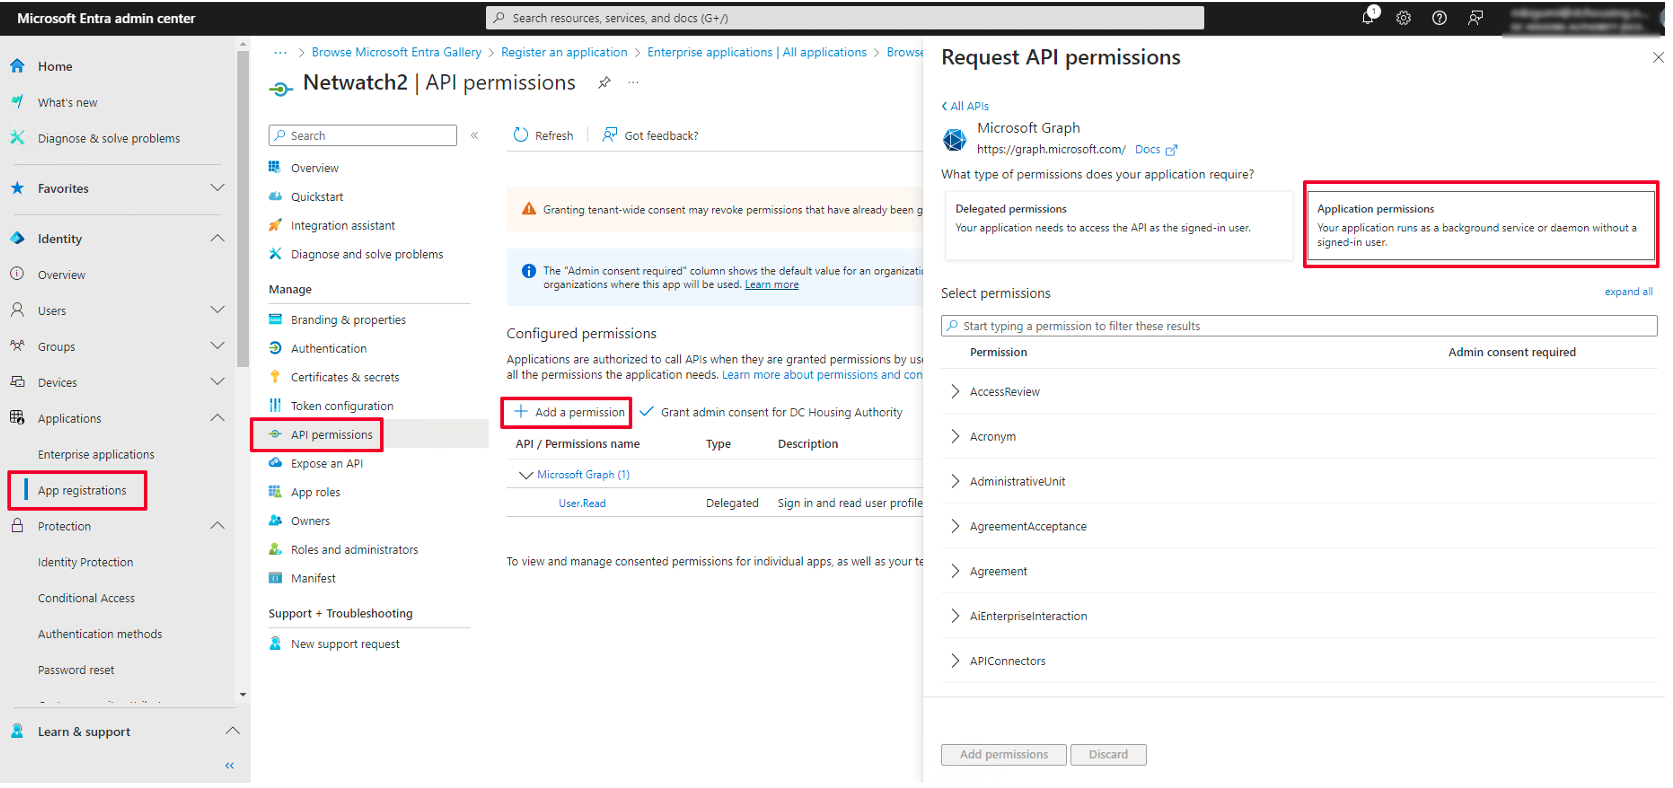 Microsoft Entra admin center
Search resources, services, and docs (G+/)
1
Home
What's new
Diagnose & solve problems
Favorites
Identity
Overview
Users
Groups
Devices
Applications
Enterprise applications
App registrations
Protection
Identity Protection
Conditional Access
Authentication methods
Password reset
Learn & support
«
··· > Browse Microsoft Entra Gallery > Register an application > Enterprise applications | All applications > Browse
Netwatch2 | API permissions ···
Search «
Overview
Quickstart
Integration assistant
Diagnose and solve problems
Manage
Branding & properties
Authentication
Certificates & secrets
Token configuration
API permissions
Expose an API
App roles
Owners
Roles and administrators
Manifest
Support + Troubleshooting
New support request
Refresh Got feedback?
Granting tenant-wide consent may revoke permissions that have already been g
The "Admin consent required" column shows the default value for an organizati
organizations where this app will be used. Learn more
Configured permissions
Applications are authorized to call APIs when they are granted permissions by use
all the permissions the application needs. Learn more about permissions and con
Add a permission Grant admin consent for DC Housing Authority
API / Permissions name Type Description
Microsoft Graph (1)
User.Read Delegated Sign in and read user profile
To view and manage consented permissions for individual apps, as well as your te
Request API permissions
All APIs
Microsoft Graph
https://graph.microsoft.com/ Docs
What type of permissions does your application require?
Delegated permissions
Your application needs to access the API as the signed-in user.
Application permissions
Your application runs as a background service or daemon without a
signed-in user.
Select permissions expand all
Start typing a permission to filter these results
Permission Admin consent required
AccessReview
Acronym
AdministrativeUnit
AgreementAcceptance
Agreement
AiEnterpriseInteraction
APIConnectors
Add permissions Discard